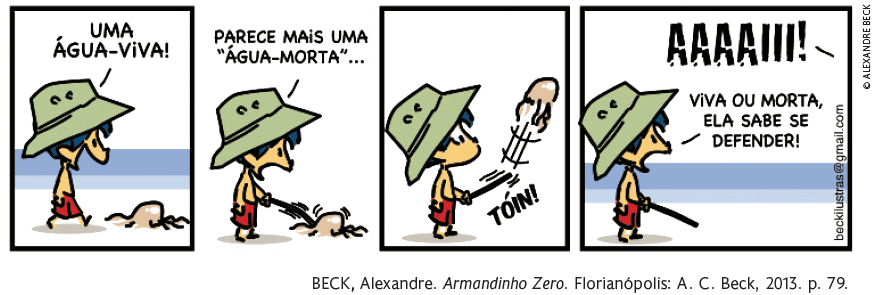 UMA
ÁGUA-VIVA!
PARECE MAIS UMA
“ÁGUA-MORTA”...
TÓIN!
AAAAIII!
VIVA OU MORTA,
ELA SABE SE
DEFENDER!
© ALEXANDRE BECK
beckilustras@gmail.com
BECK, Alexandre. Armandinho Zero. Florianópolis: A. C. Beck, 2013. p. 79.